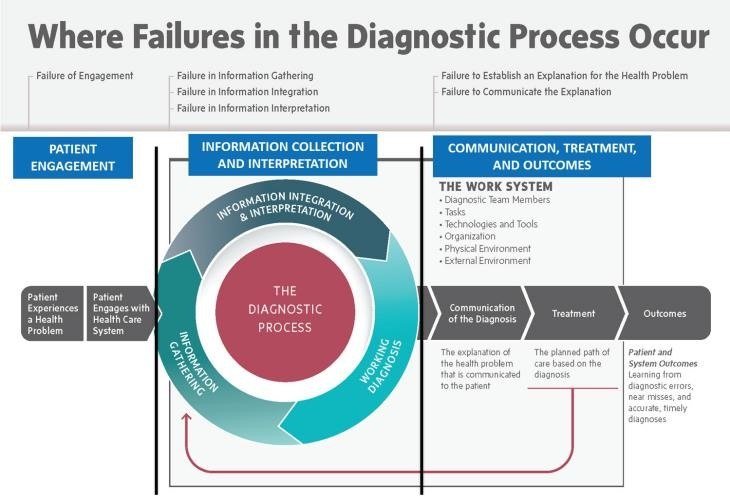 Where Failures in the Diagnostic Process Occur
Failure of Engagement
Failure in Information Gathering
Failure in Information Integration
Failure in Information Interpretation
Failure to Establish an Explanation for the Health Problem
Failure to Communicate the Explanation
PATIENT
ENGAGEMENT
INFORMATION COLLECTION
AND INTERPRETATION
COMMUNICATION, TREATMENT,
AND OUTCOMES
THE WORK SYSTEM
• Diagnostic Team Members
• Tasks
• Technologies and Tools
• Organization
• Physical Environment
• External Environment
INFORMATION INTEGRATION
& INTERPRETATION
THE
DIAGNOSTIC
PROCESS
INFORMATION
GATHERING
WORKING
DIAGNOSIS
Patient
Experiences
a Health
Problem
Patient
Engages with
Health Care
System
Communication
of the Diagnosis
Treatment
Outcomes
The explanation of
the health problem
that is communicated
to the patient
The planned path of
care based on the
diagnosis
Patient and
System Outcomes
Learning from
diagnostic errors,
near misses, and
accurate, timely
diagnoses